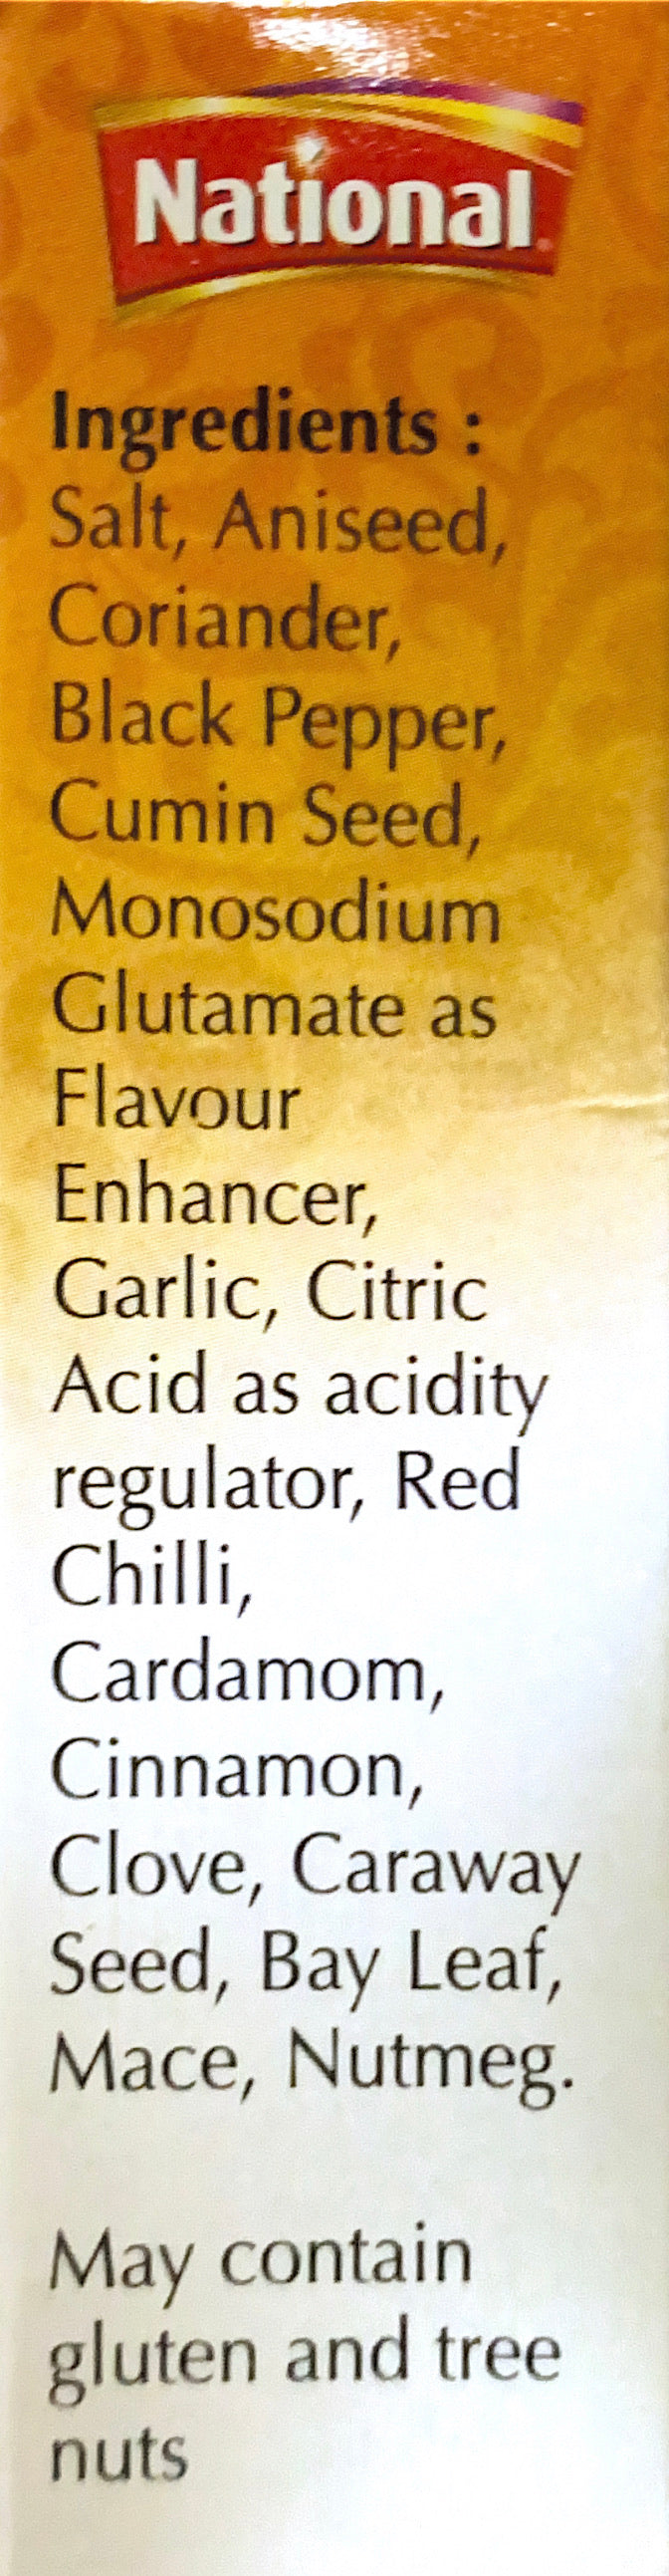 National
Ingredients :
Salt, Aniseed,
Coriander,
Black Pepper,
Cumin Seed,
Monosodium
Glutamate as
Flavour
Enhancer,
Garlic, Citric
Acid as acidity
regulator, Red
Chilli,
Cardamom,
Cinnamon,
Clove, Caraway
Seed, Bay Leaf,
Mace, Nutmeg.
May contain
gluten and tree
nuts